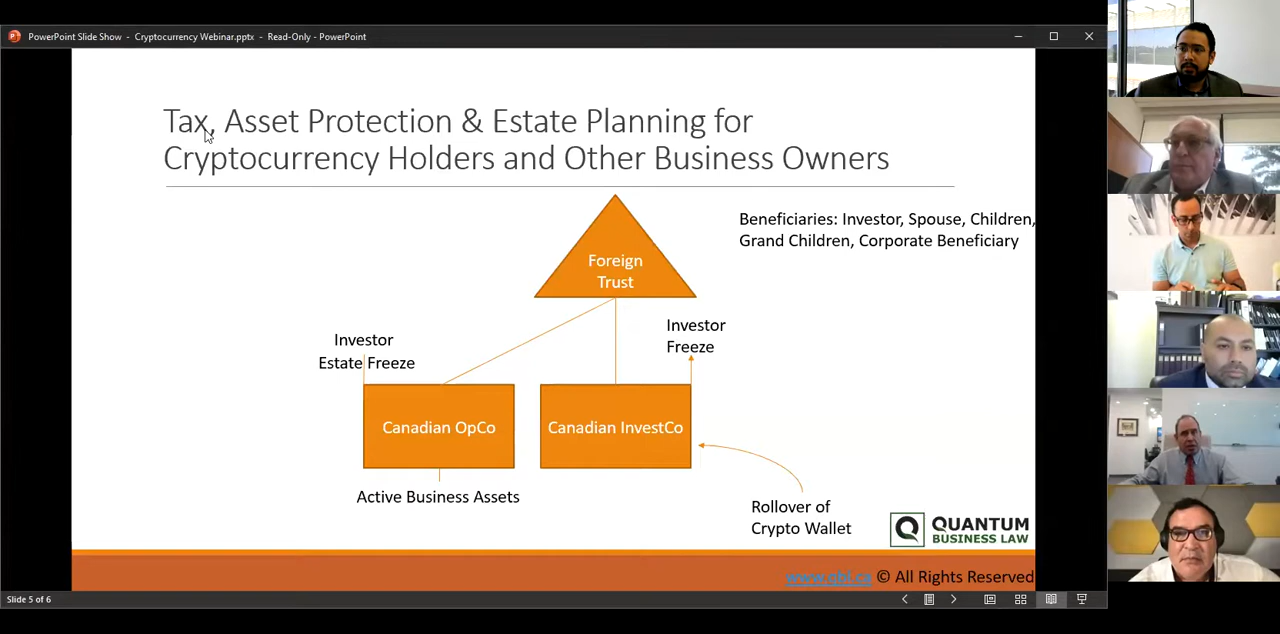 PowerPoint Slide Show - Cryptocurrency Webinar.pptx - Read-Only - PowerPoint
Tax, Asset Protection & Estate Planning for
Cryptocurrency Holders and Other Business Owners
Beneficiaries: Investor, Spouse, Children,
Grand Children, Corporate Beneficiary
Foreign
Trust
Investor
Estate Freeze
Investor
Freeze
Canadian OpCo
Canadian InvestCo
Active Business Assets
Rollover of
Crypto Wallet
Q QUANTUM
BUSINESS LAW
www.qbl.ca © All Rights Reserved
Slide 5 of 6